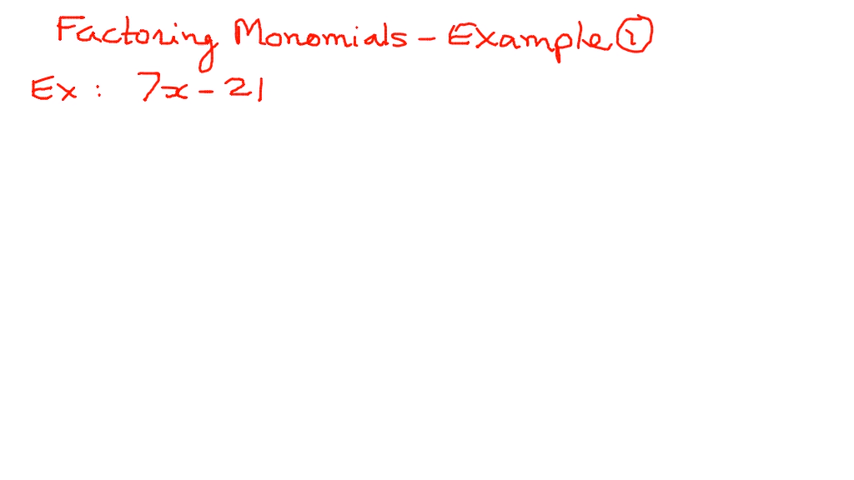 Factoring Monomials - Example ①
Ex : 7x - 21